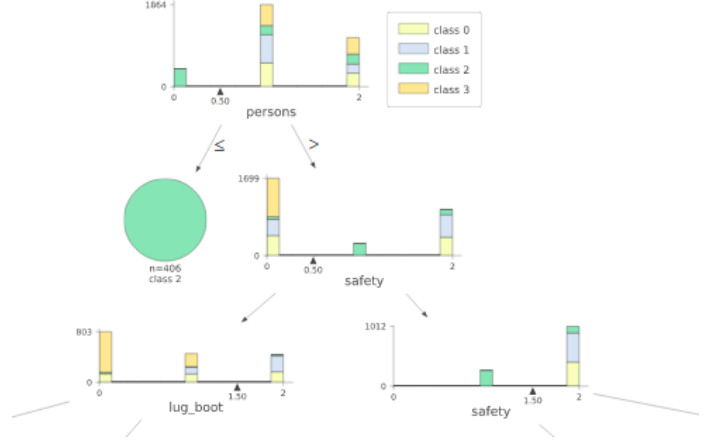 1864
0
0
0.50
2
persons
class 0
class 1
class 2
class 3
≤
>
n=406
class 2
1699
0
0
0.50
2
safety
803
0
0
1.50
2
lug_boot
1012
0
0
1.50
2
safety